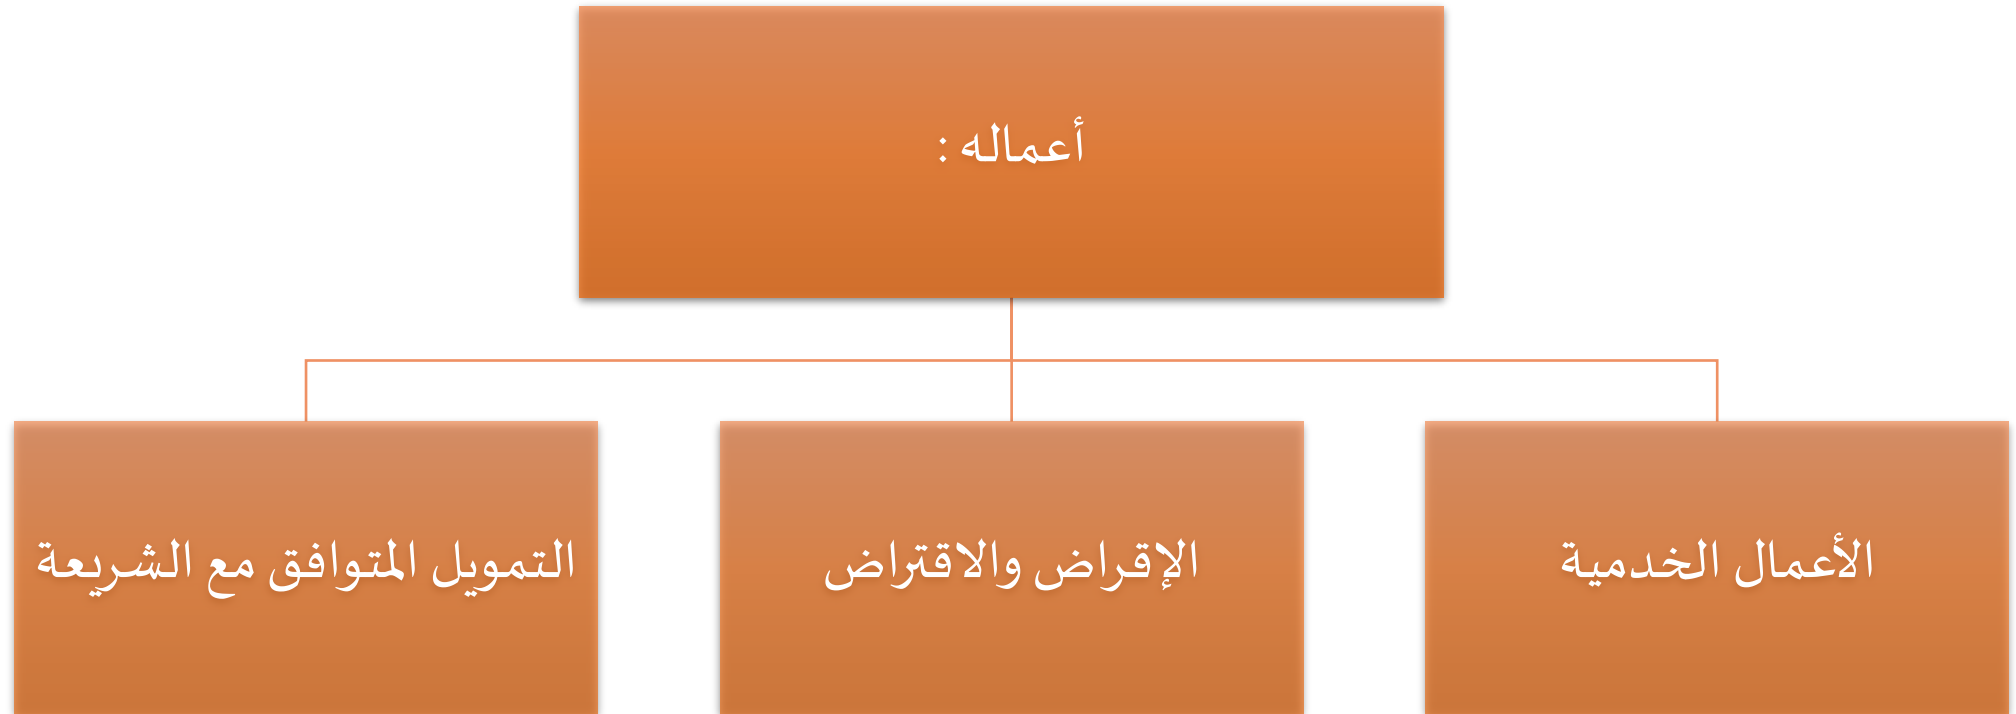 أعماله :
الأعمال الخدمية
الإقراض والاقتراض
التمويل المتوافق مع الشريعة